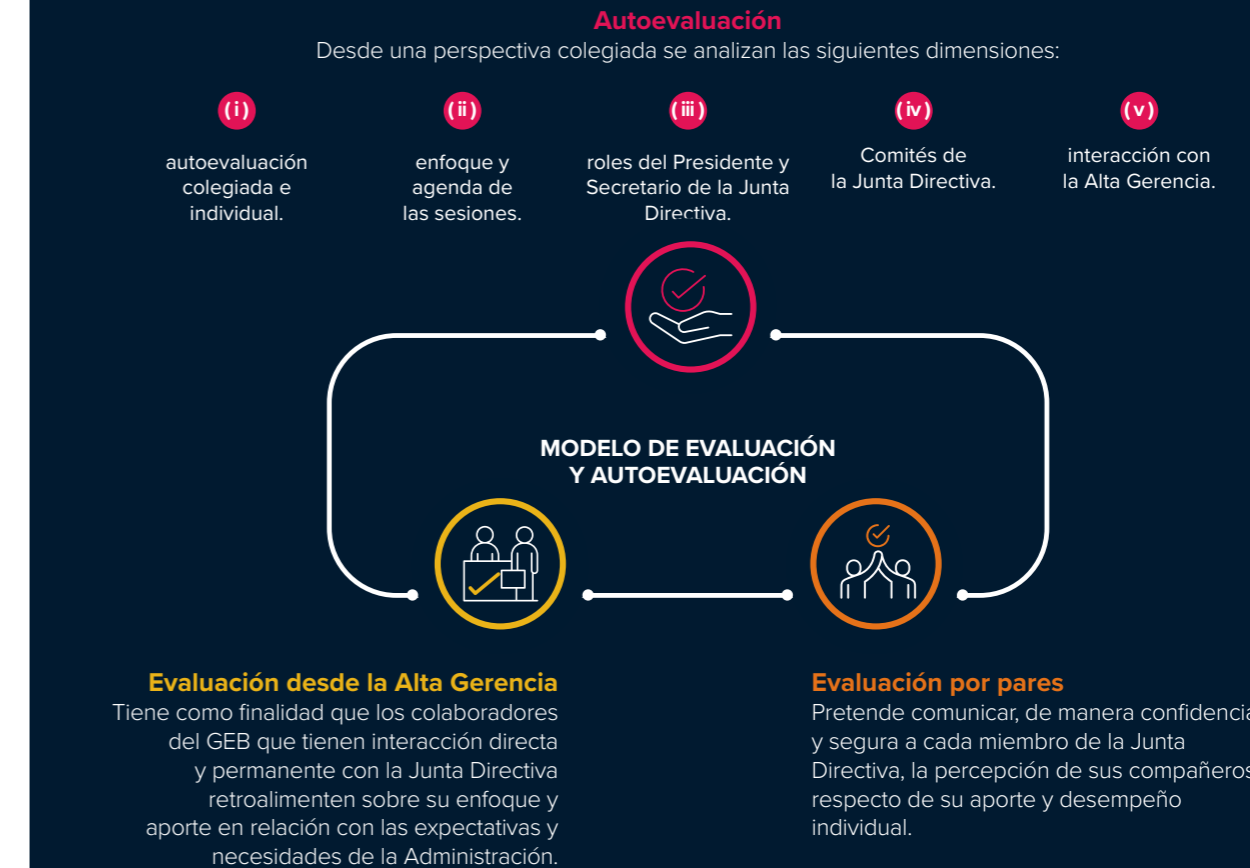 Autoevaluación
Desde una perspectiva colegiada se analizan las siguientes dimensiones:
(i)
autoevaluación
colegiada e
individual.
(ii)
enfoque y
agenda de
las sesiones.
(iii)
roles del Presidente y
Secretario de la Junta
Directiva.
(iv)
Comités de
la Junta Directiva.
(v)
interacción con
la Alta Gerencia.
MODELO DE EVALUACIÓN
Y AUTOEVALUACIÓN
Evaluación desde la Alta Gerencia
Tiene como finalidad que los colaboradores
del GEB que tienen interacción directa
y permanente con la Junta Directiva
retroalimenten sobre su enfoque y
aporte en relación con las expectativas y
necesidades de la Administración.
Evaluación por pares
Pretende comunicar, de manera confidencia
y segura a cada miembro de la Junta
Directiva, la percepción de sus compañeros
respecto de su aporte y desempeño
individual.